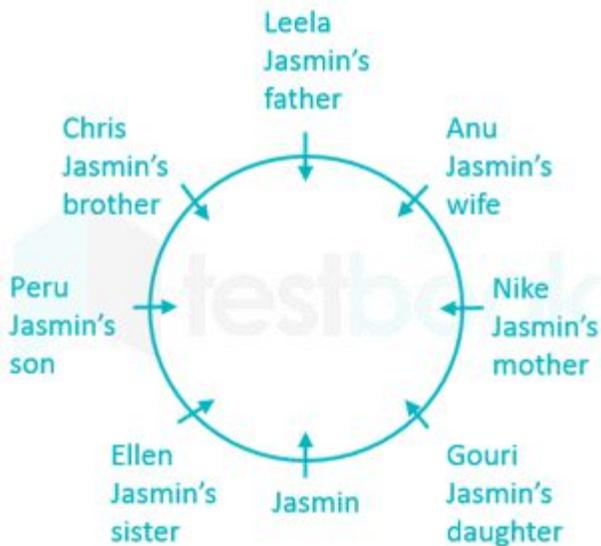 Leela
Jasmin's
father
Chris
Jasmin's
brother
Anu
Jasmin's
wife
Peru
Jasmin's
son
testbook
Nike
Jasmin's
mother
Ellen
Jasmin's
sister
Jasmin
Gouri
Jasmin's
daughter